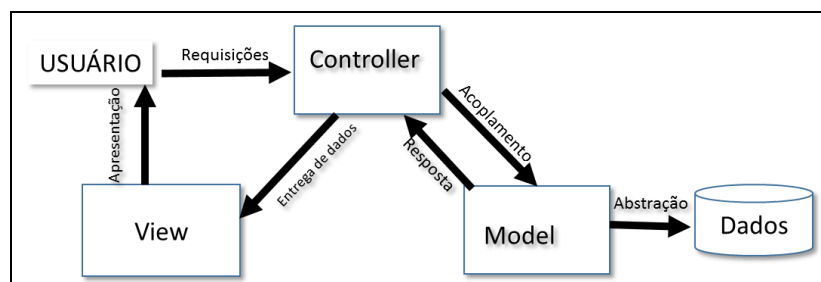 USUÁRIO
Requisições
Controller
Apresentação
Entrega de dados
Acoplamento
Resposta
View
Model
Abstração
Dados